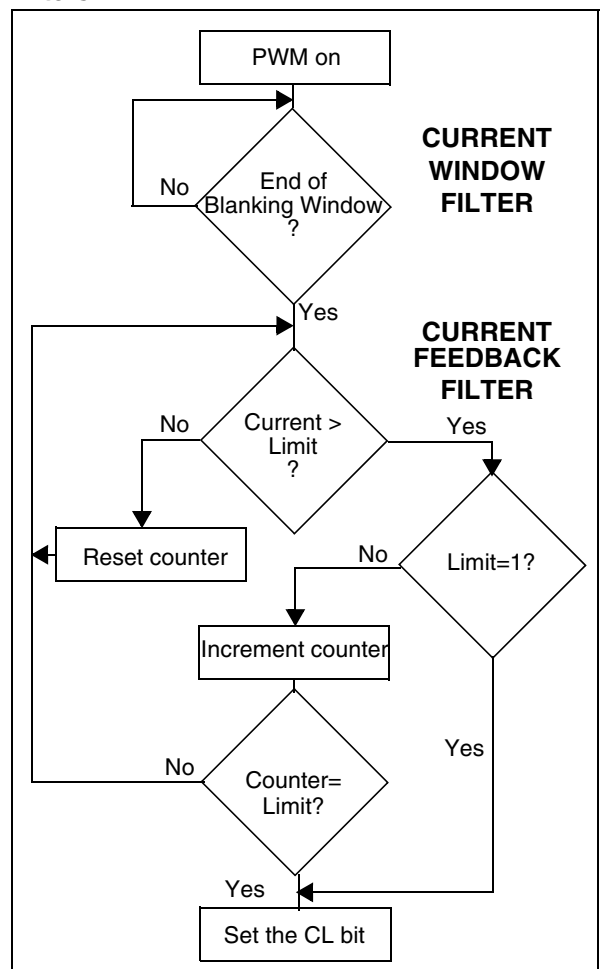 PWM on
CURRENT
WINDOW
FILTER
No
End of
Blanking Window
?
Yes
CURRENT
FEEDBACK
FILTER
No
Current >
Limit
?
Yes
Reset counter
No
Limit=1?
Increment counter
Yes
No
Counter=
Limit?
Yes
Set the CL bit